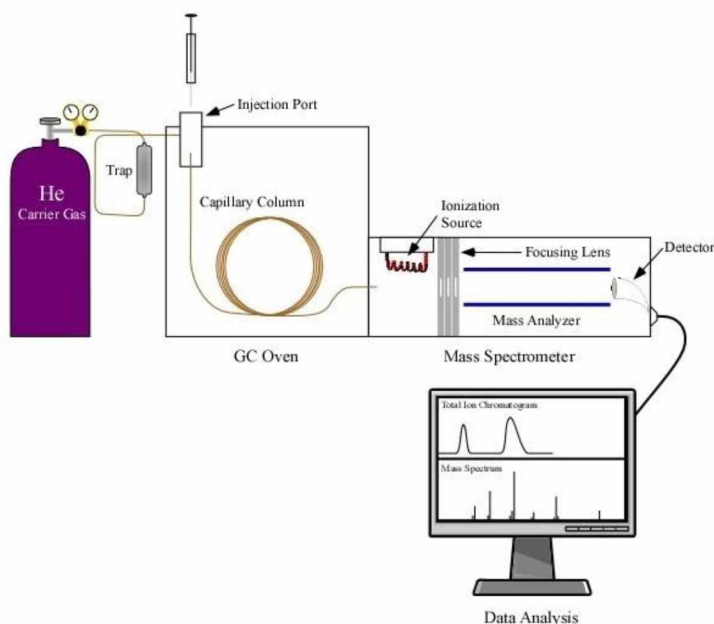 Injection Port
Trap
He
Carrier Gas
Capillary Column
Ionization
Source
Focusing Lens
Detector
Mass Analyzer
GC Oven
Mass Spectrometer
Total Ion Chromatogram
Mass Spectrum
Data Analysis